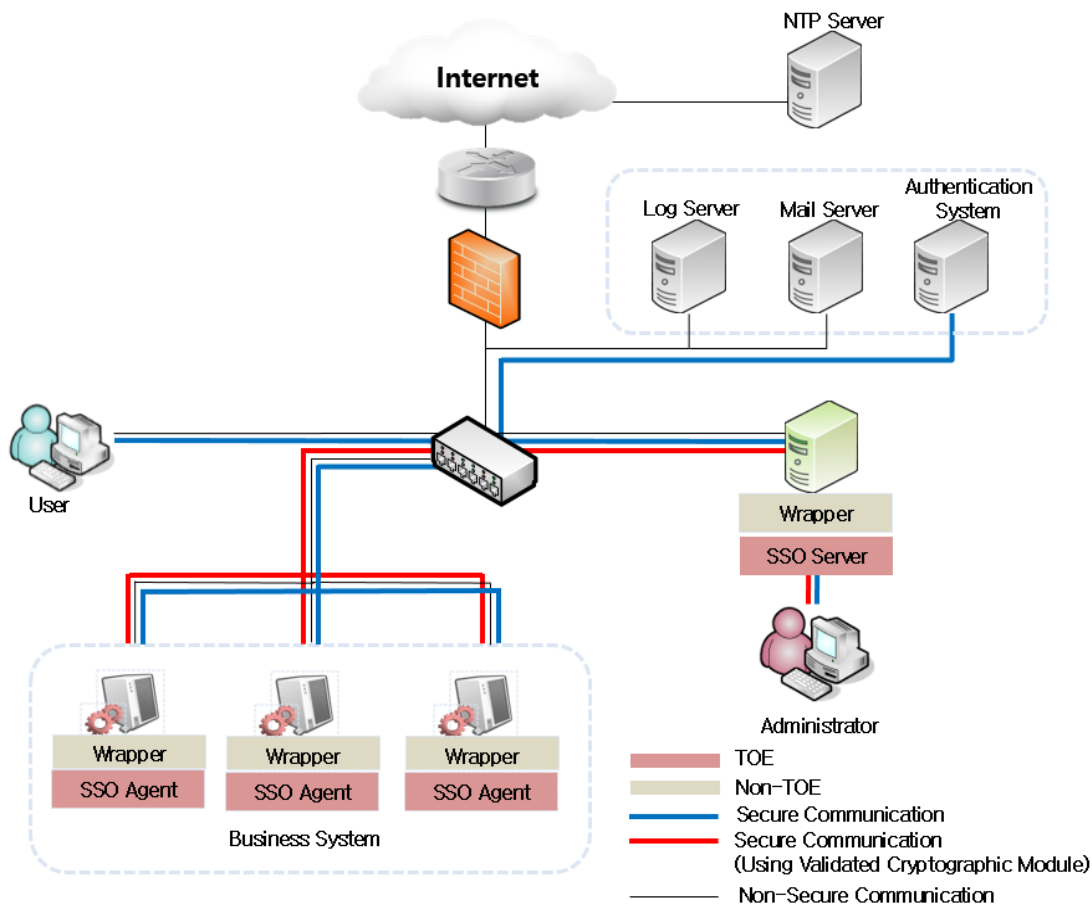 NTP Server
Internet
Log Server
Mail Server
Authentication
System
User
Wrapper
SSO Server
Administrator
Wrapper
SSO Agent
Wrapper
SSO Agent
Wrapper
SSO Agent
Business System
TOE
Non-TOE
Secure Communication
Secure Communication
(Using Validated Cryptographic Module)
Non-Secure Communication